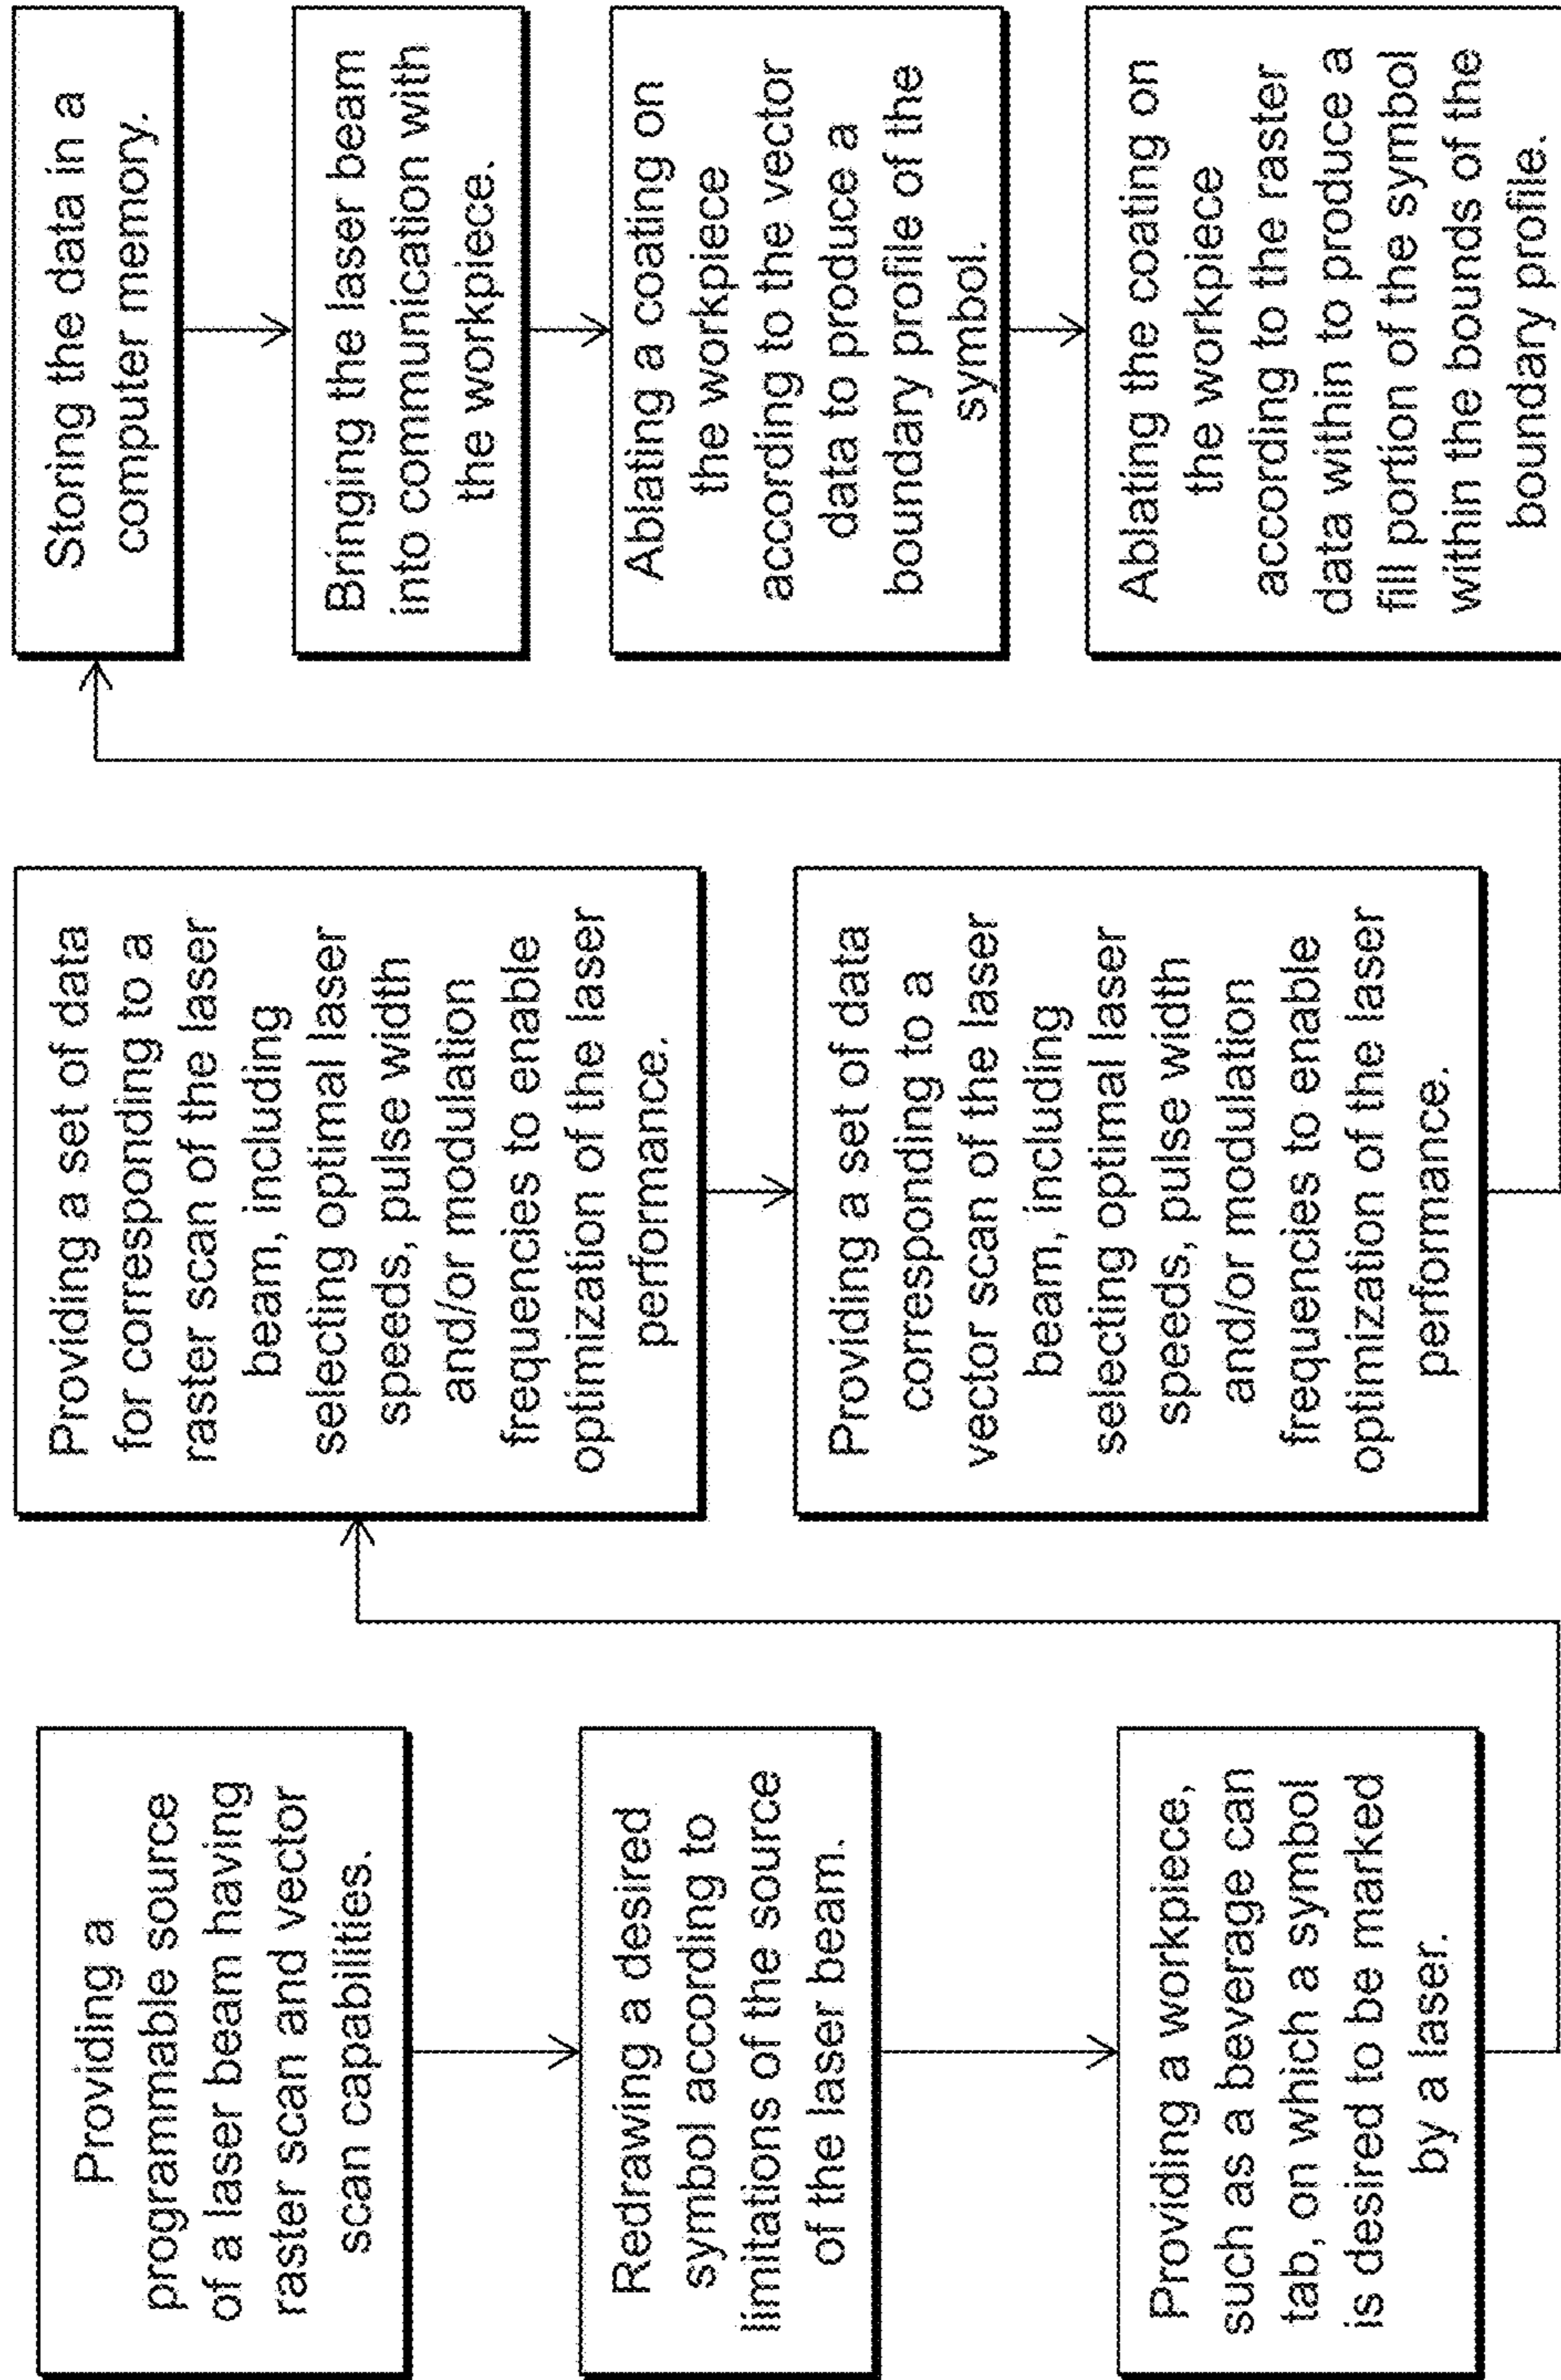 Providing a
programmable source
of a laser beam having
raster scan and vector
scan capabilities.
Redrawing a desired
symbol according to
limitations of the source
of the laser beam.
Providing a workpiece,
such as a beverage can
tab, on which a symbol
is desired to be marked
by a laser.
Providing a set of data
for corresponding to a
raster scan of the laser
beam, including
selecting optimal laser
speeds, pulse width
and/or modulation
frequencies to enable
optimization of the laser
performance.
Providing a set of data
corresponding to a
vector scan of the laser
beam, including
selecting optimal laser
speeds, pulse width
and/or modulation
frequencies to enable
optimization of the laser
performance.
Storing the data in a
computer memory.
Bringing the laser beam
into communication with
the workpiece.
Ablating a coating on
the workpiece
according to the vector
data to produce a
boundary profile of the
symbol.
Ablating the coating on
the workpiece
according to the raster
data within to produce a
fill portion of the symbol
within the bounds of the
boundary profile.